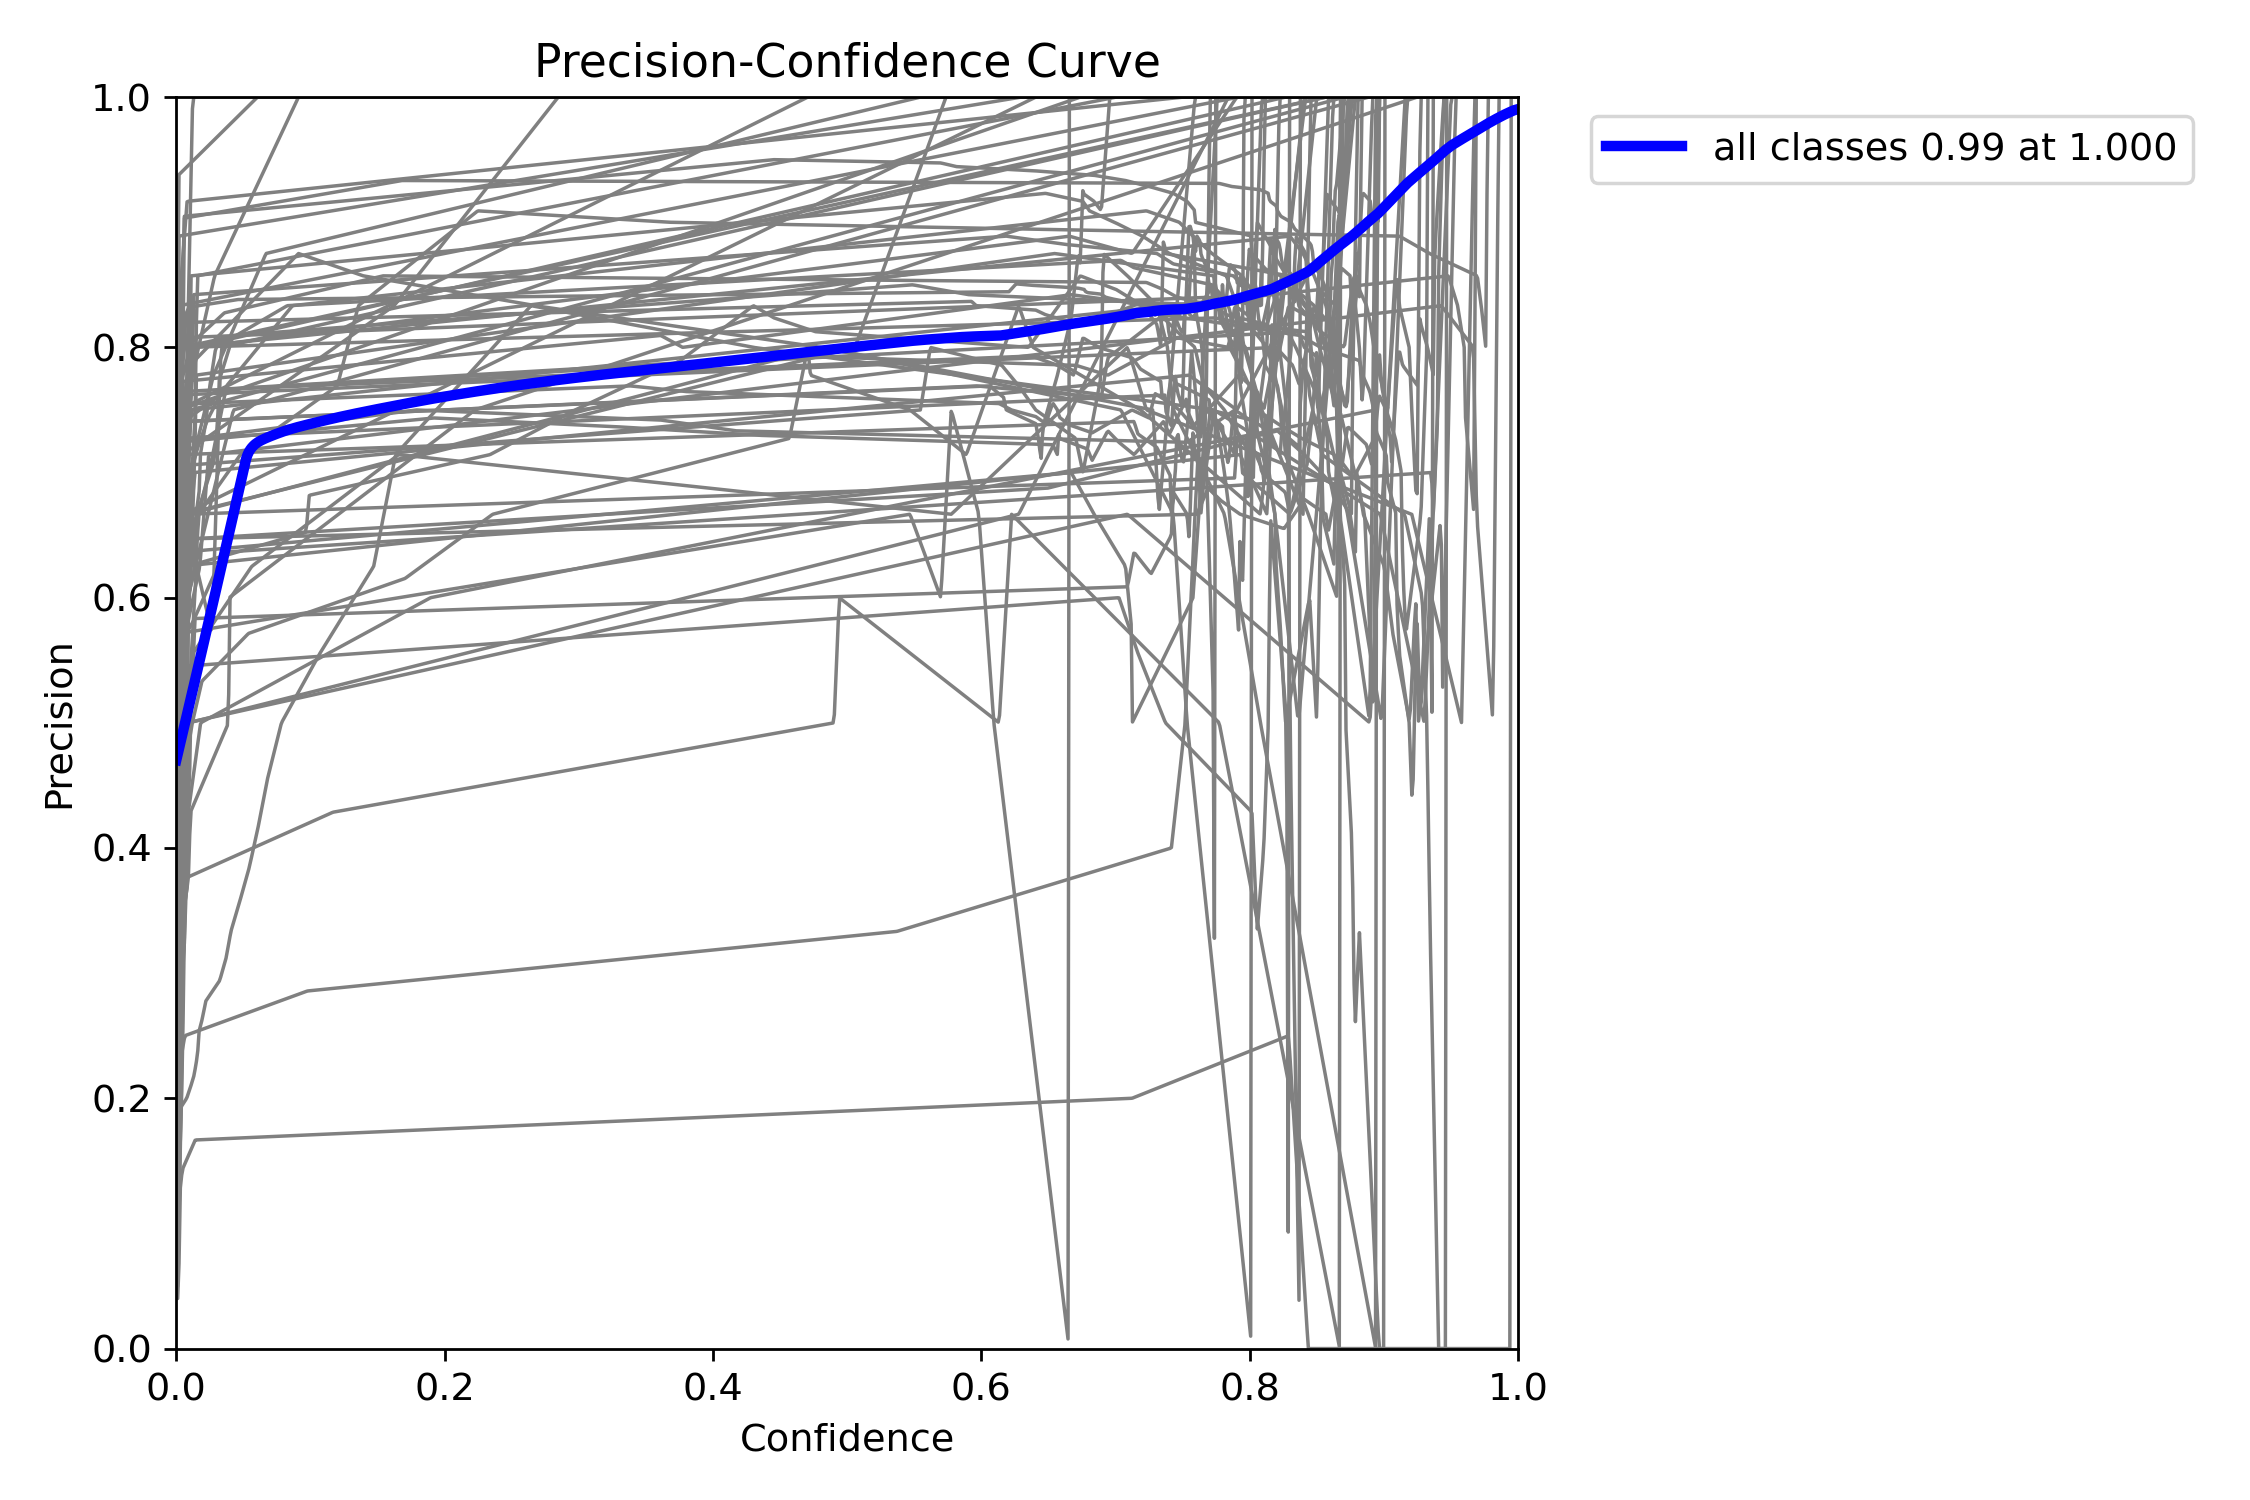 Precision-Confidence Curve
all classes 0.99 at 1.000
Precision
1.0
0.8
0.6
0.4
0.2
0.0
0.0 0.2 0.4 0.6 0.8 1.0
Confidence